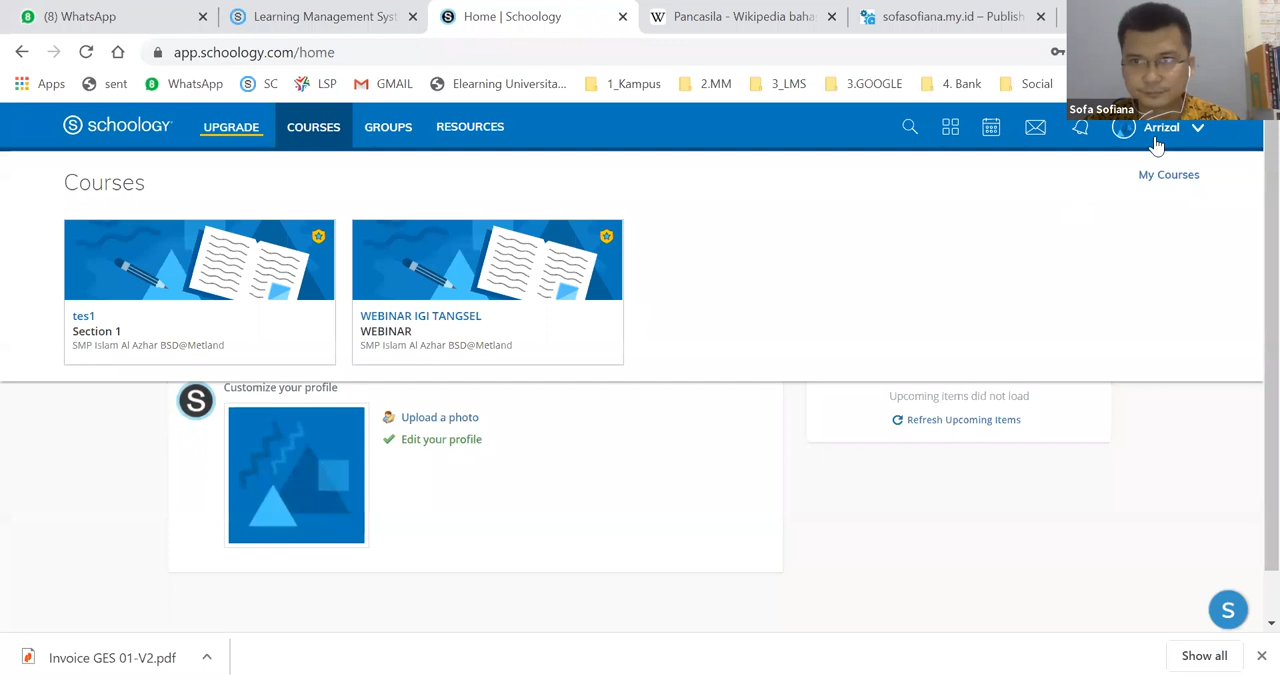 8 (8) WhatsApp
S Learning Management Syst
S Home | Schoology
W Pancasila - Wikipedia baha
sofasofiana.my.id – Publish
app.schoology.com/home
Apps
sent
8 WhatsApp
S SC
LSP
GMAIL
Elearning Universita...
1_Kampus
2.MM
3_LMS
3.GOOGLE
4. Bank
Social
Sofa Sofiana
S schoology
UPGRADE
COURSES
GROUPS
RESOURCES
Arrizal
Courses
My Courses
tes1
Section 1
SMP Islam Al Azhar BSD@Metland
WEBINAR IGI TANGSEL
WEBINAR
SMP Islam Al Azhar BSD@Metland
S
Customize your profile
Upload a photo
Edit your profile
Upcoming items did not load
Refresh Upcoming Items
S
Invoice GES 01-V2.pdf
Show all